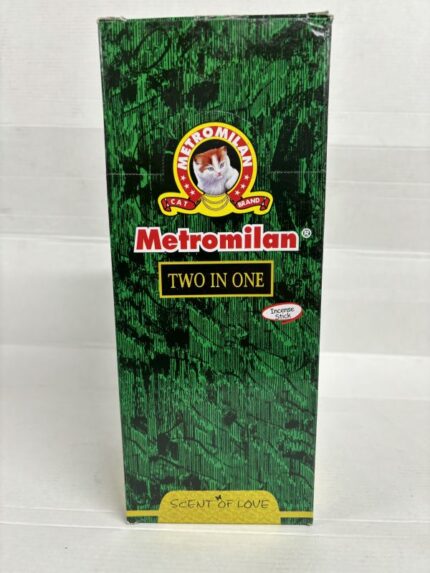 METROMILAN
CAT BRAND
Metromilan®
TWO IN ONE
Incense
Stick
SCENT OF LOVE